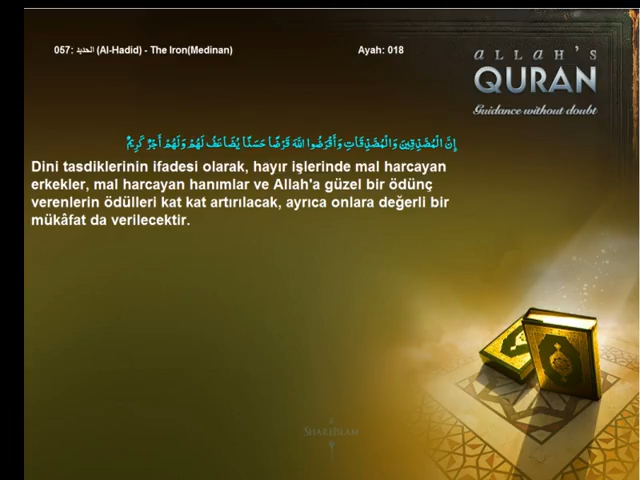 057: الحديد (Al-Hadid) - The Iron(Medinan)
Ayah: 018
ALLAH'S
QURAN
Guidance without doubt
إِنَّ الْمُصَّدِّقِينَ وَالْمُصَّدِّقَاتِ وَأَقْرَضُوا اللَّهَ قَرْضًا حَسَنًا يُضَاعَفُ لَهُمْ وَلَهُمْ أَجْرٌ كَرِيمٌ
Dini tasdiklerinin ifadesi olarak, hayır işlerinde mal harcayan
erkekler, mal harcayan hanımlar ve Allah'a güzel bir ödünç
verenlerin ödülleri kat kat artırılacak, ayrıca onlara değerli bir
mükâfat da verilecektir.
SHAREISLAM